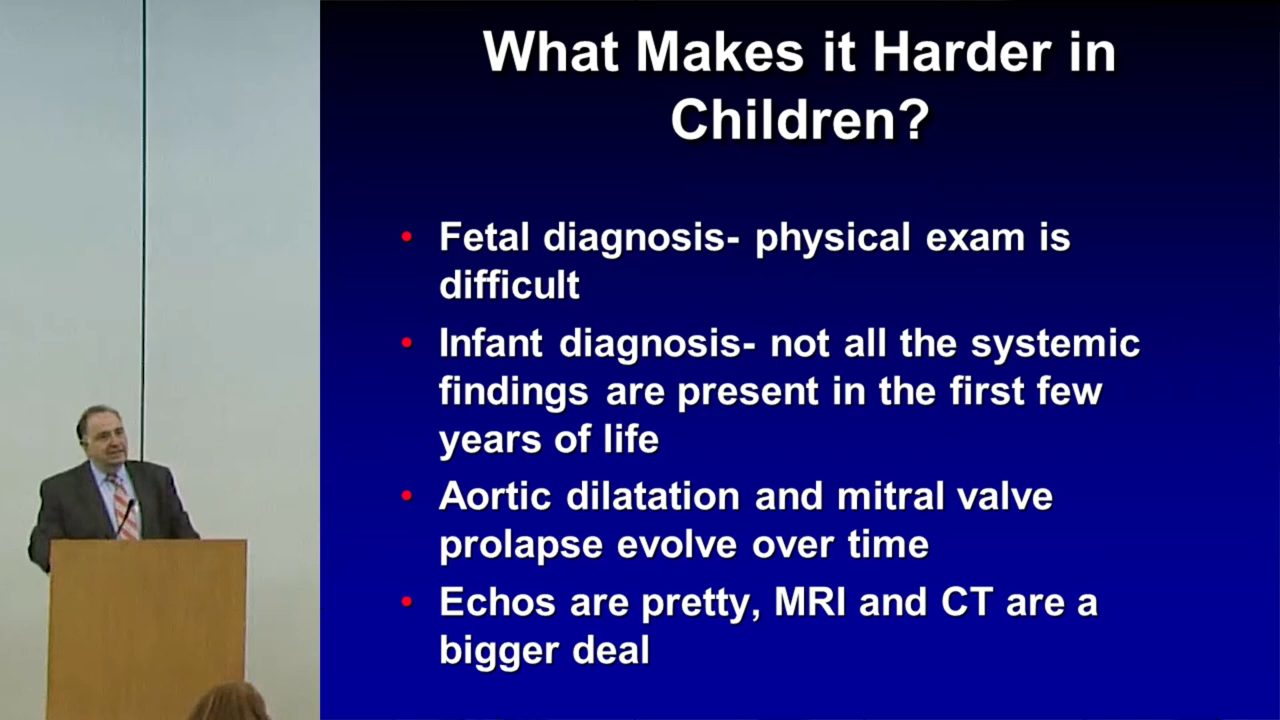 What Makes it Harder in
Children?
• Fetal diagnosis- physical exam is
difficult
• Infant diagnosis- not all the systemic
findings are present in the first few
years of life
• Aortic dilatation and mitral valve
prolapse evolve over time
• Echos are pretty, MRI and CT are a
bigger deal